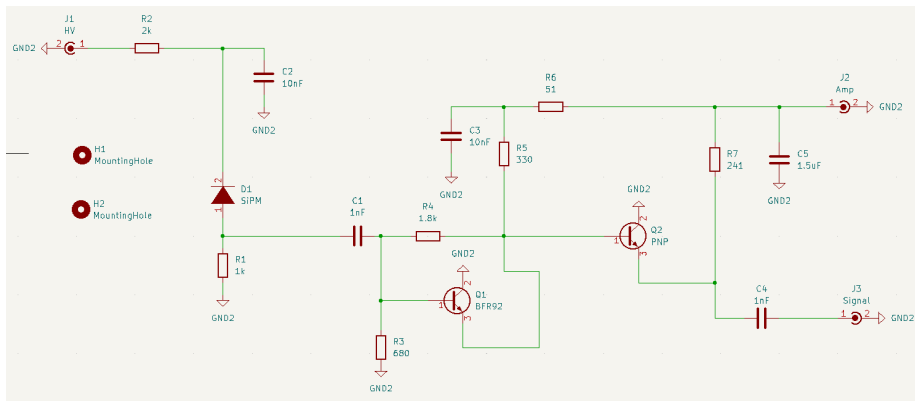 J1
HV
GND2
2
1
R2
2k
C2
10nF
GND2
H1
MountingHole
H2
MountingHole
2
D1
SiPM
1
R1
1k
GND2
C1
1nF
R4
1.8k
R3
680
GND2
GND2
2
Q1
BFR92
1
3
C3
10nF
GND2
R5
330
R6
51
GND2
2
Q2
PNP
1
3
R7
241
C5
1.5uF
GND2
J2
Amp
1
2
GND2
C4
1nF
J3
Signal
1
2
GND2